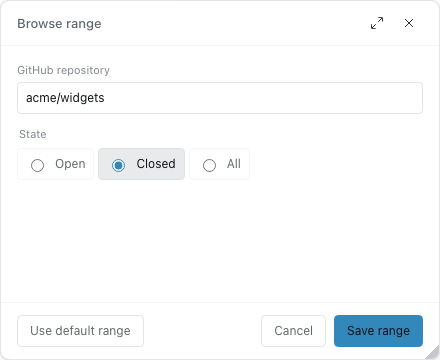 Browse range
GitHub repository
acme/widgets
State
Open Closed All
Use default range Cancel Save range